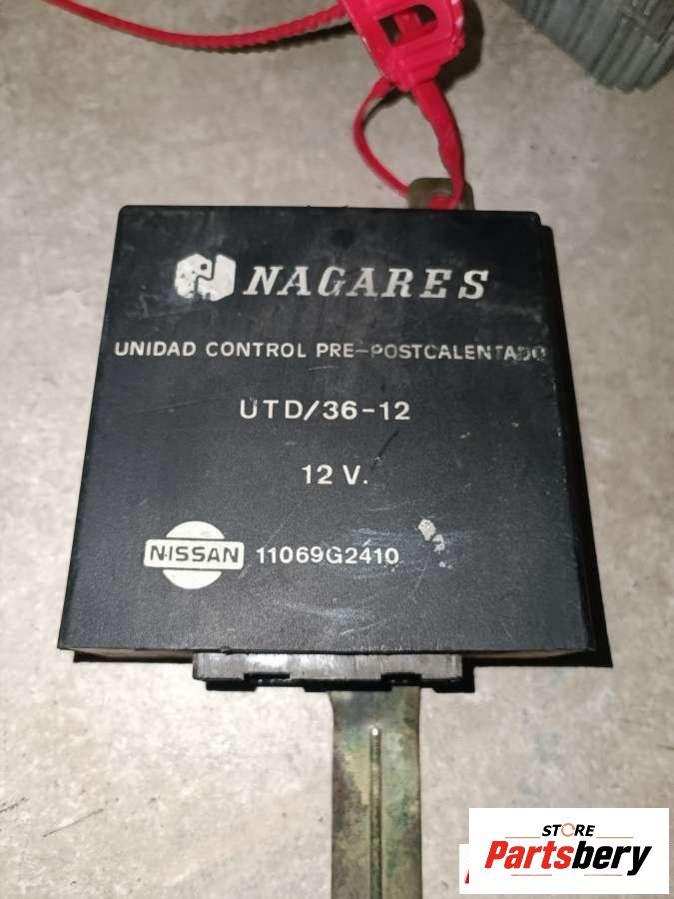 NAGARES
UNIDAD CONTROL PRE-POSTCALENTADO
UTD/36-12
12 V.
NISSAN 11069G2410
STORE
Partsbery